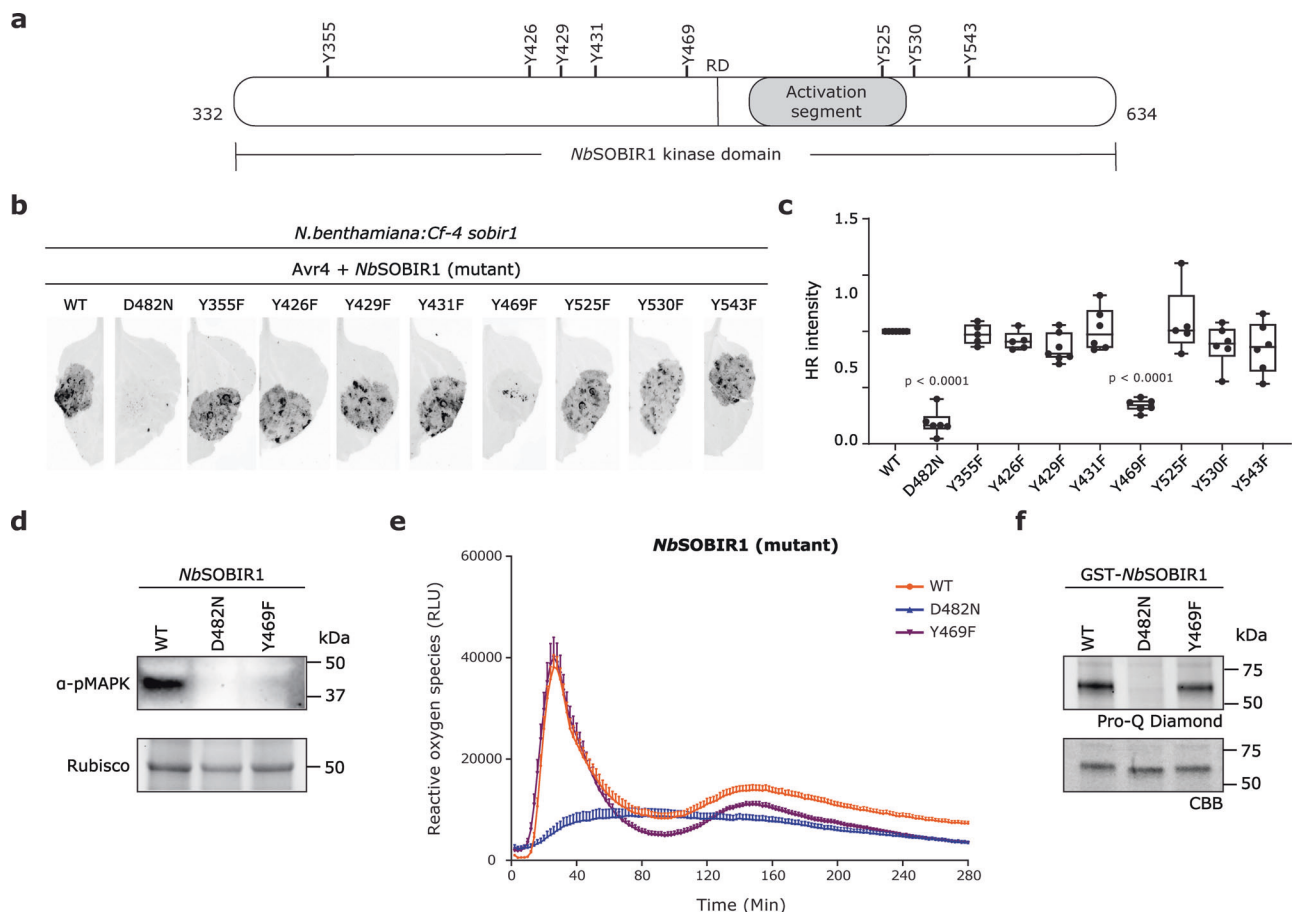 a
Y355
Y426
Y429
Y431
Y469
RD
Y525
Y530
Y543
332
Activation
segment
634
NbSOBIR1 kinase domain
b
N.benthamiana:Cf-4 sobir1
Avr4 + NbSOBIR1 (mutant)
WT D482N Y355F Y426F Y429F Y431F Y469F Y525F Y530F Y543F
c
HR intensity
1.5
1.0
0.5
0.0
p < 0.0001
p < 0.0001
WT D482N Y355F Y426F Y429F Y431F Y469F Y525F Y530F Y543F
d
NbSOBIR1
WT D482N Y469F
kDa
α-pMAPK
50
37
Rubisco
50
e
NbSOBIR1 (mutant)
Reactive oxygen species (RLU)
60000
40000
20000
0
WT
D482N
Y469F
0 40 80 120 160 200 240 280
Time (Min)
f
GST-NbSOBIR1
WT D482N Y469F
kDa
75
50
Pro-Q Diamond
75
50
CBB